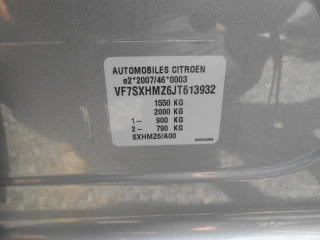 AUTOMOBILES CITROEN
e2*2007/46*0003
VF7SXHMZ6JT613932
1550 KG
2000 KG
1– 900 KG
2– 790 KG
SXHMZ6/A00